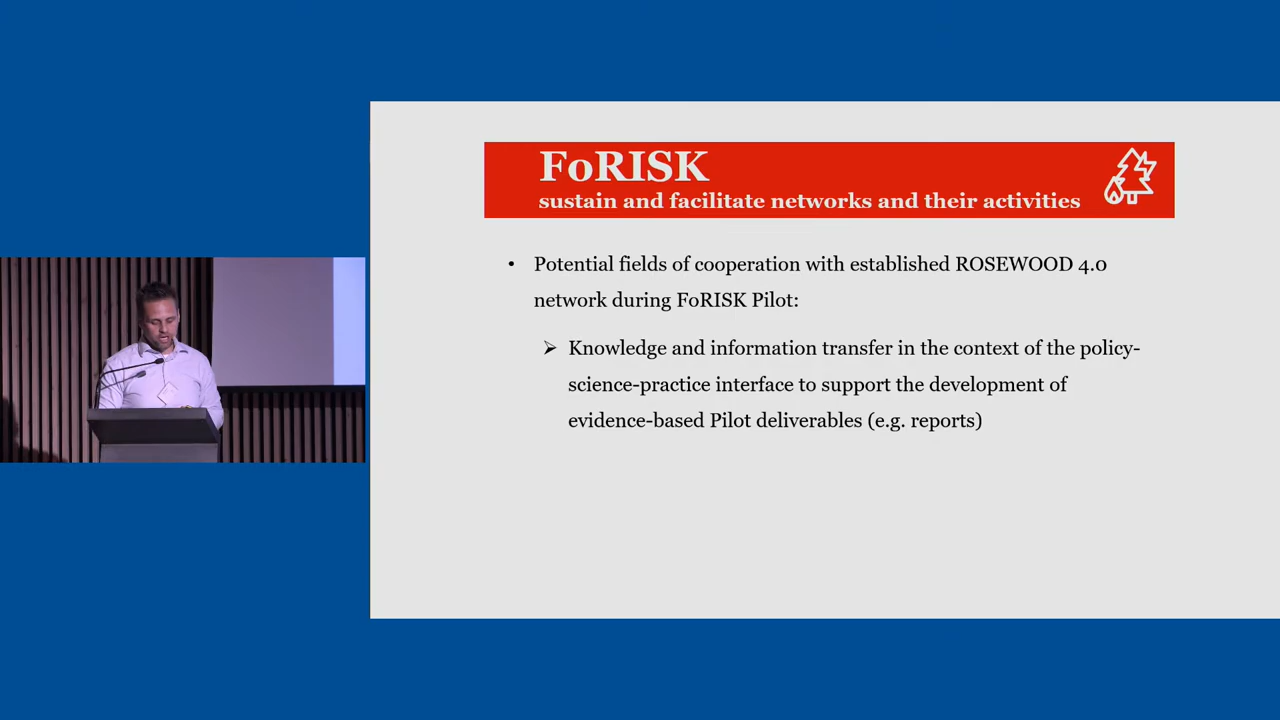 FoRISK
sustain and facilitate networks and their activities
• Potential fields of cooperation with established ROSEWOOD 4.0
network during FoRISK Pilot:
➢ Knowledge and information transfer in the context of the policy-
science-practice interface to support the development of
evidence-based Pilot deliverables (e.g. reports)